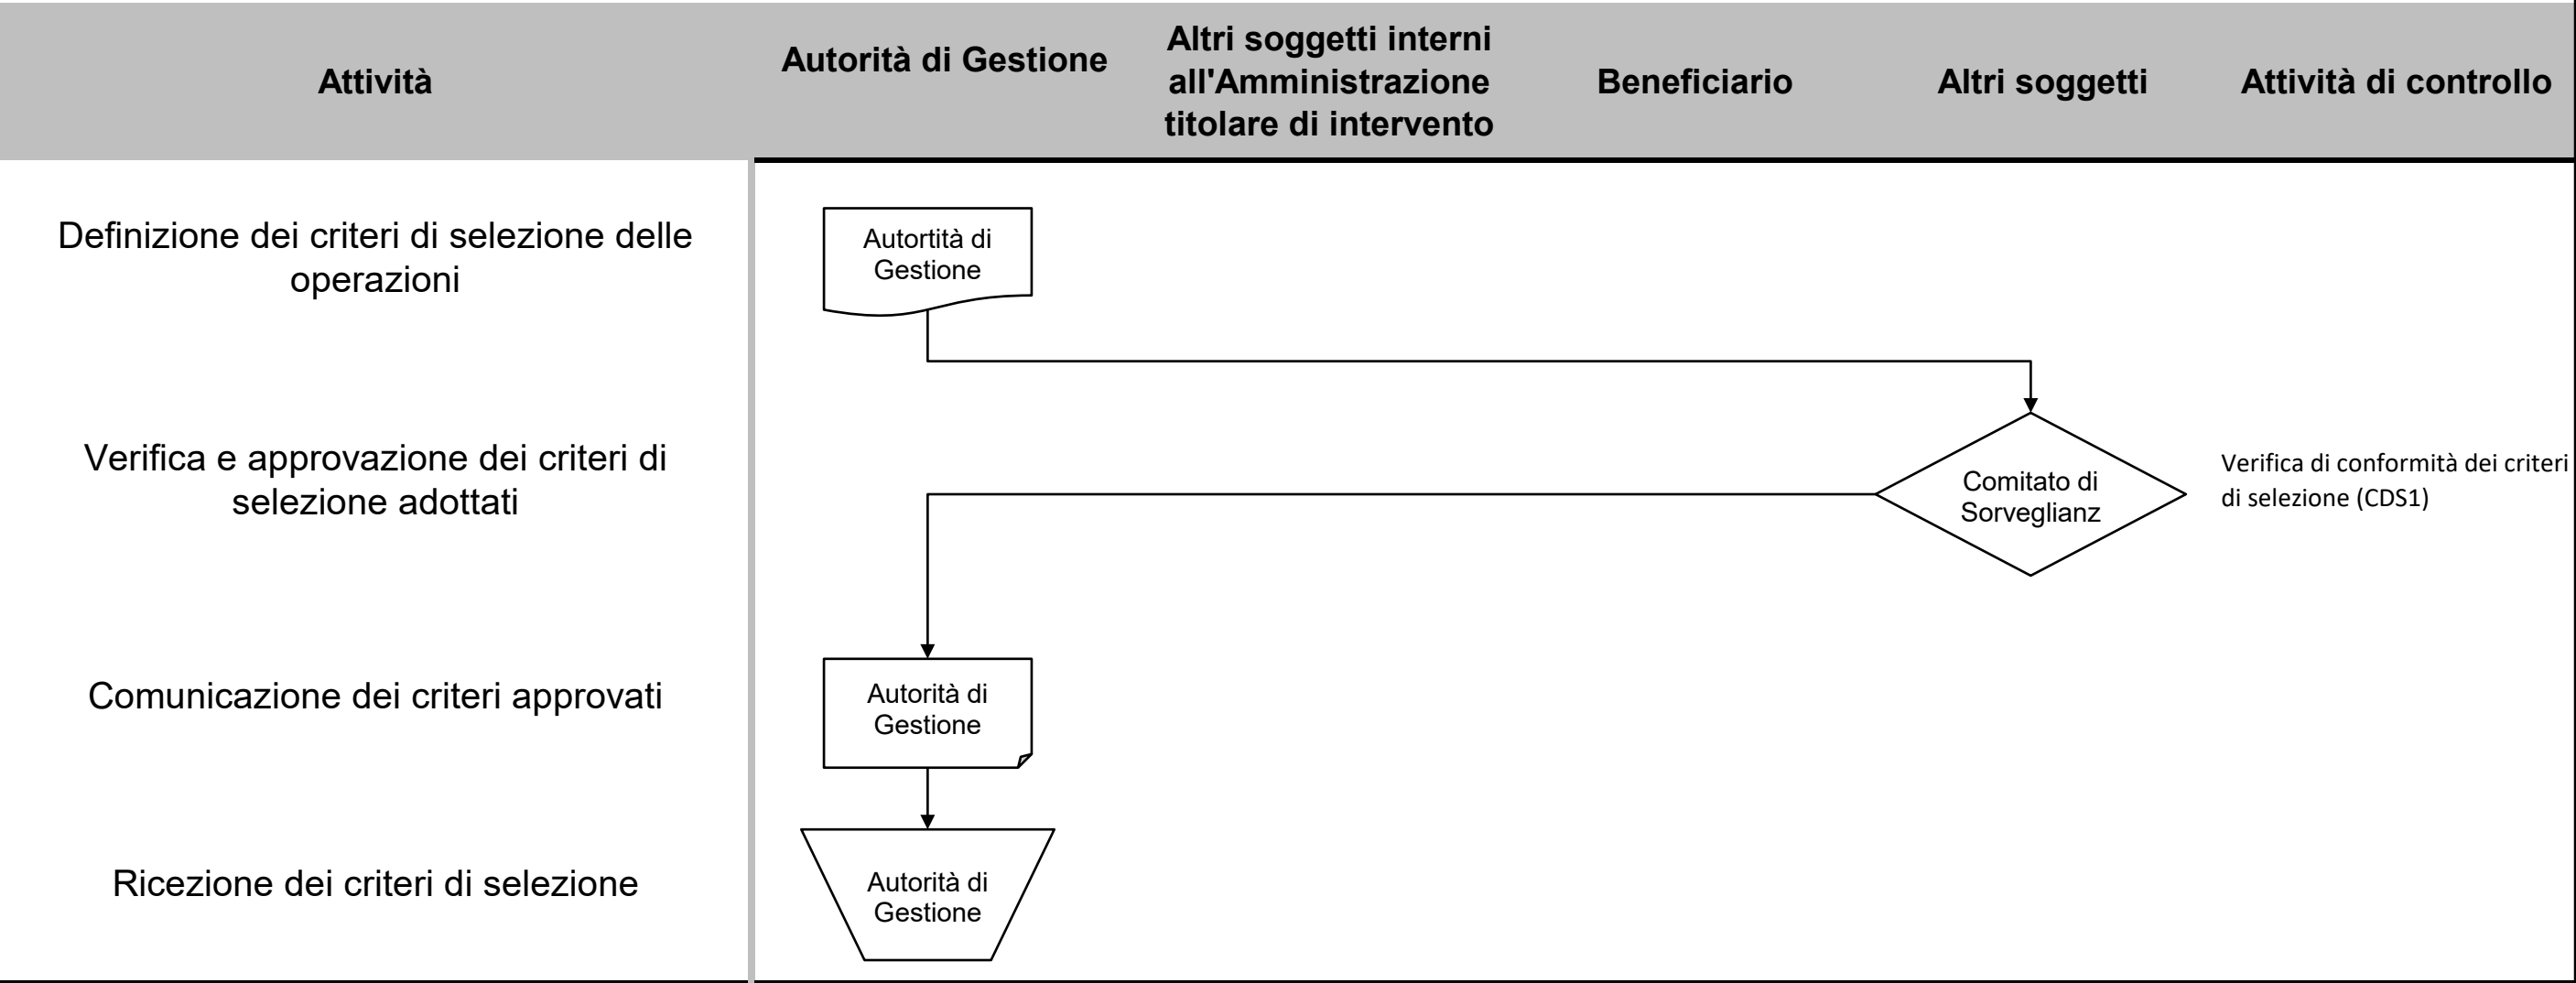 Attività
Autorità di Gestione
Altri soggetti interni
all'Amministrazione
titolare di intervento
Beneficiario
Altri soggetti
Attività di controllo
Definizione dei criteri di selezione delle
operazioni
Autortità di
Gestione
Verifica e approvazione dei criteri di
selezione adottati
Comitato di
Sorveglianz
Verifica di conformità dei criteri
di selezione (CDS1)
Comunicazione dei criteri approvati
Autorità di
Gestione
Ricezione dei criteri di selezione
Autorità di
Gestione